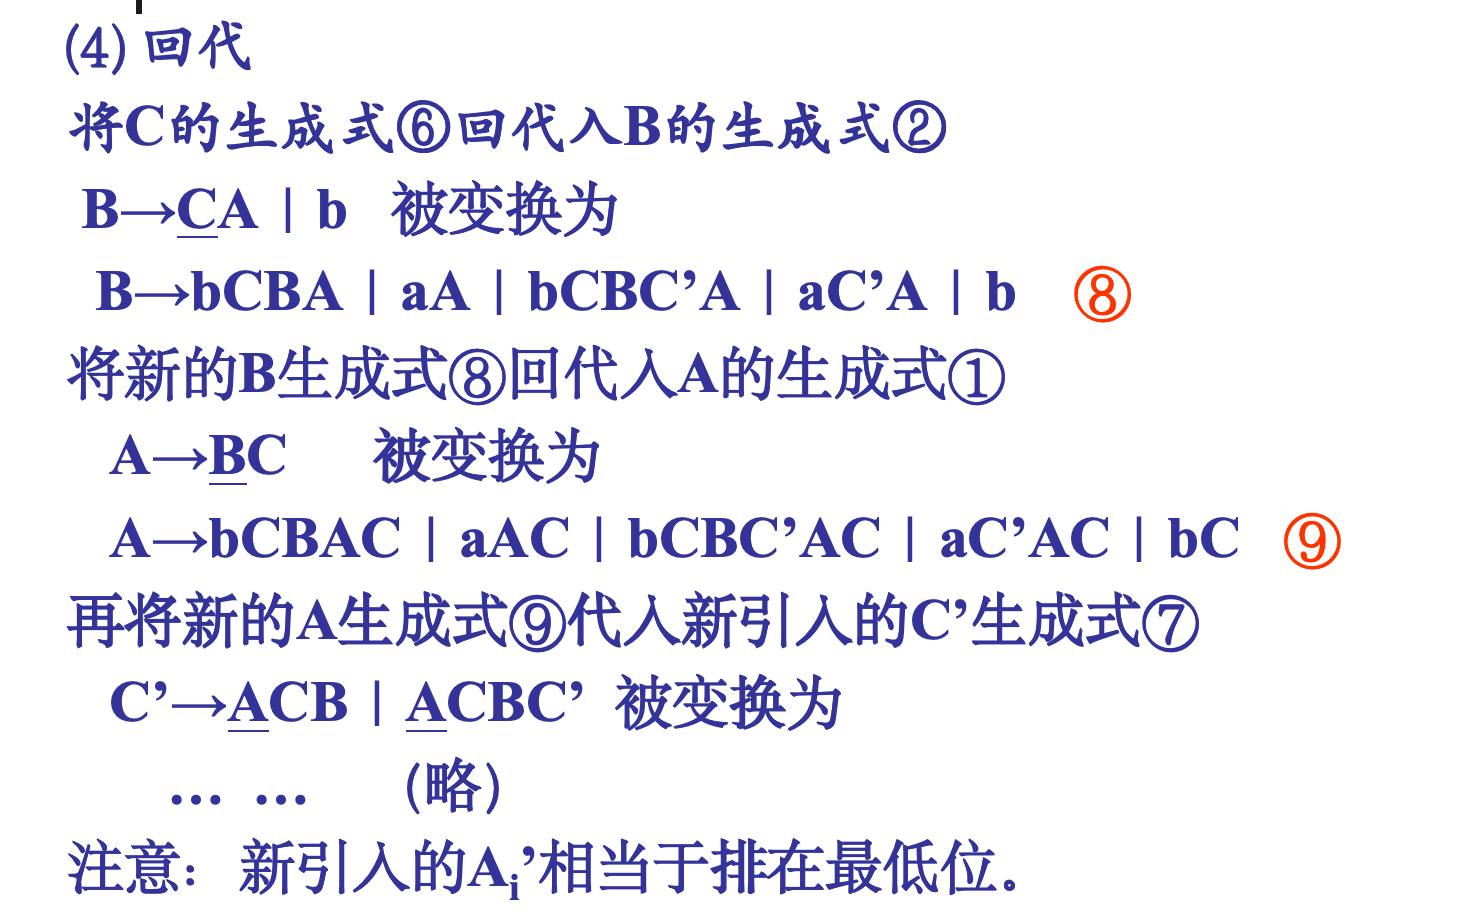 (4) 回代
将C的生成式⑥回代入B的生成式②
B→CA | b 被变换为
B→bCBA | aA | bCBC’A | aC’A | b ⑧
将新的B生成式⑧回代入A的生成式①
A→BC 被变换为
A→bCBAC | aAC | bCBC’AC | aC’AC | bC ⑨
再将新的A生成式⑨代入新引入的C’生成式⑦
C’→ACB | ACBC’ 被变换为
… … (略)
注意: 新引入的Ai’相当于排在最低位。